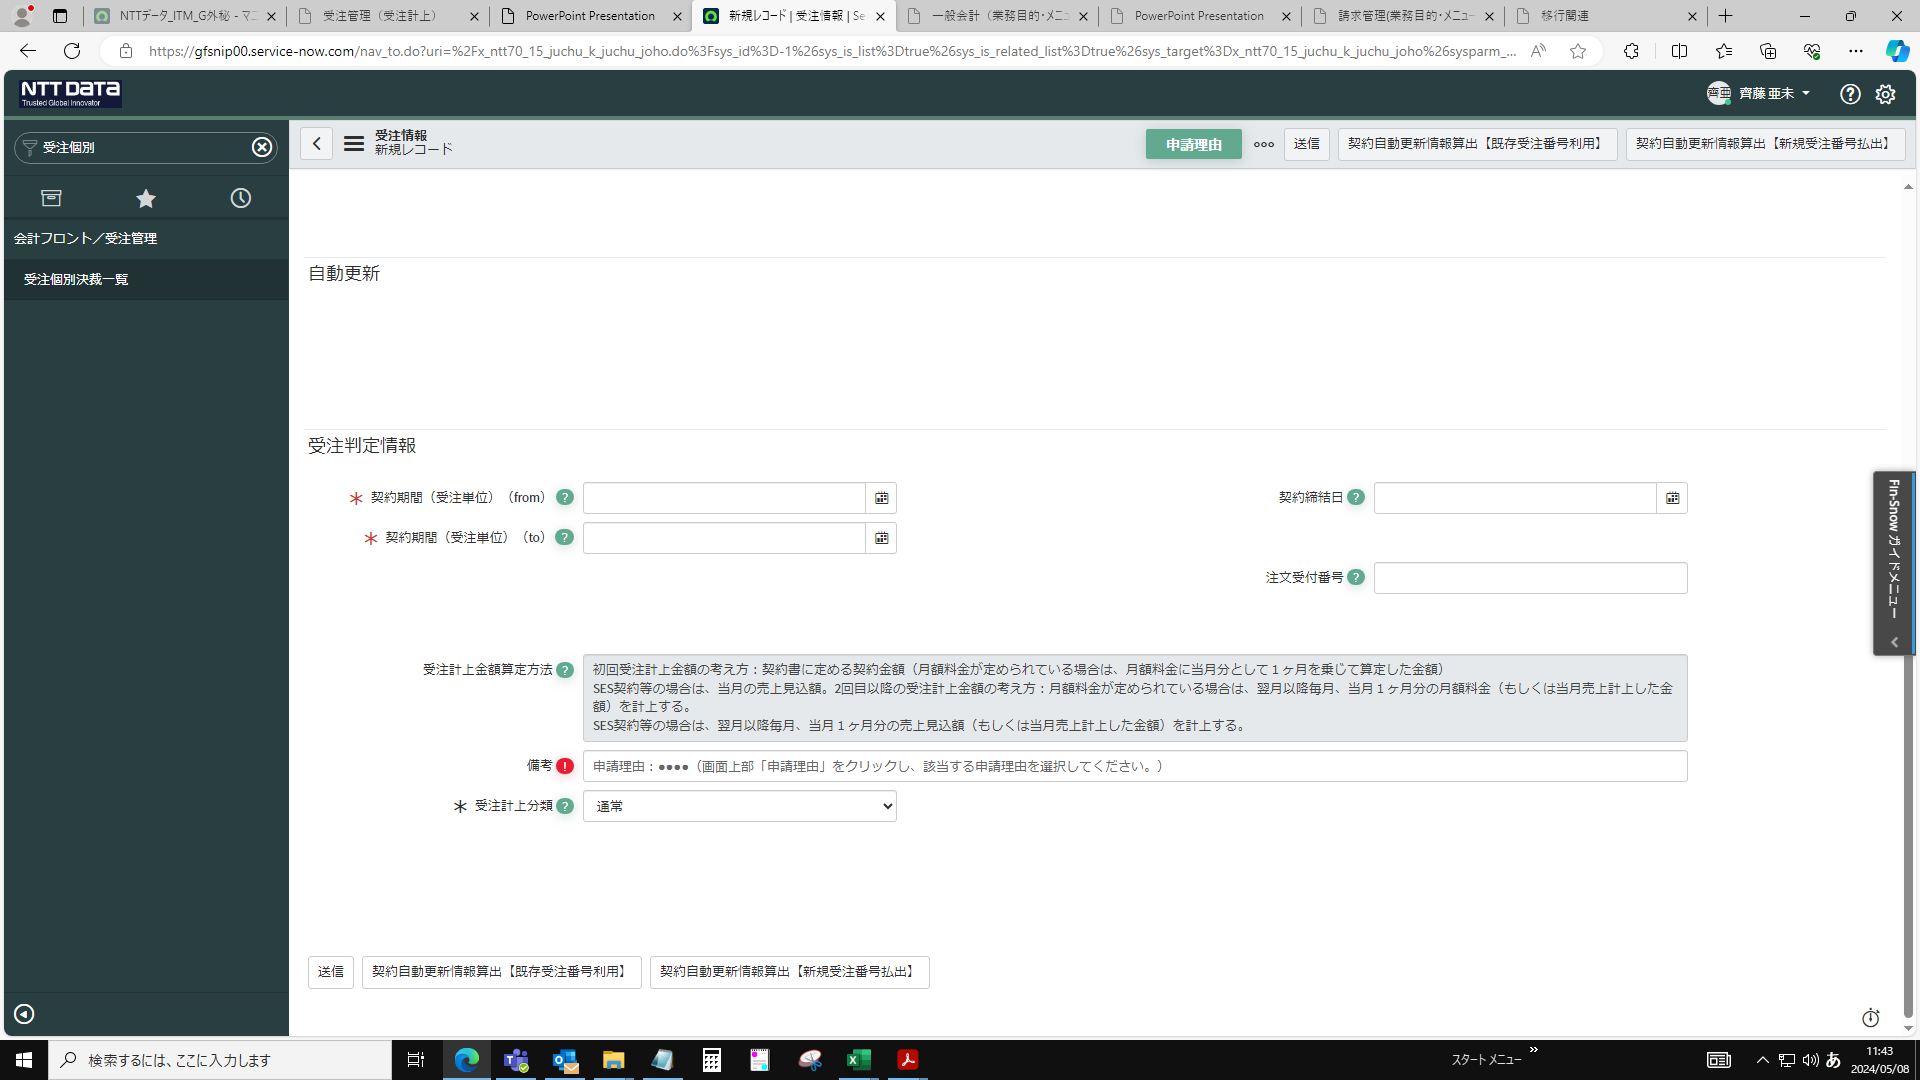 NTTデータ_ITM_G外秘 - マニ
受注管理（受注計上）
PowerPoint Presentation
新規レコード | 受注情報 | Se
一般会計（業務目的･メニュ
PowerPoint Presentation
請求管理(業務目的･メニュー
移行関連
https://gfsnip00.service-now.com/nav_to.do?uri=%2Fx_ntt70_15_juchu_k_juchu_joho.do%3Fsys_id%3D-1%26sys_is_list%3Dtrue%26sys_is_related_list%3Dtrue%26sys_target%3Dx_ntt70_15_juchu_k_juchu_joho%26sysparm_...
NTT DATA
Trusted Global Innovator
齊亜
齊藤 亜未
受注個別
受注情報
新規レコード
申請理由
送信
契約自動更新情報算出【既存受注番号利用】
契約自動更新情報算出【新規受注番号払出】
会計フロント／受注管理
受注個別決裁一覧
自動更新
受注判定情報
＊ 契約期間（受注単位）（from） ?
契約締結日 ?
＊ 契約期間（受注単位）（to） ?
注文受付番号 ?
Fin-Snow ガイドメニュー
受注計上金額算定方法 ?
初回受注計上金額の考え方：契約書に定める契約金額（月額料金が定められている場合は、月額料金に当月分として１ヶ月を乗じて算定した金額）
SES契約等の場合は、当月の売上見込額。2回目以降の受注計上金額の考え方：月額料金が定められている場合は、翌月以降毎月、当月１ヶ月分の月額料金（もしくは当月売上計上した金
額）を計上する。
SES契約等の場合は、翌月以降毎月、当月１ヶ月分の売上見込額（もしくは当月売上計上した金額）を計上する。
備考 !
申請理由：●●●●（画面上部「申請理由」をクリックし、該当する申請理由を選択してください。）
＊ 受注計上分類 ?
通常
送信
契約自動更新情報算出【既存受注番号利用】
契約自動更新情報算出【新規受注番号払出】
検索するには、ここに入力します
スタート メニュー
あ
11:43
2024/05/08